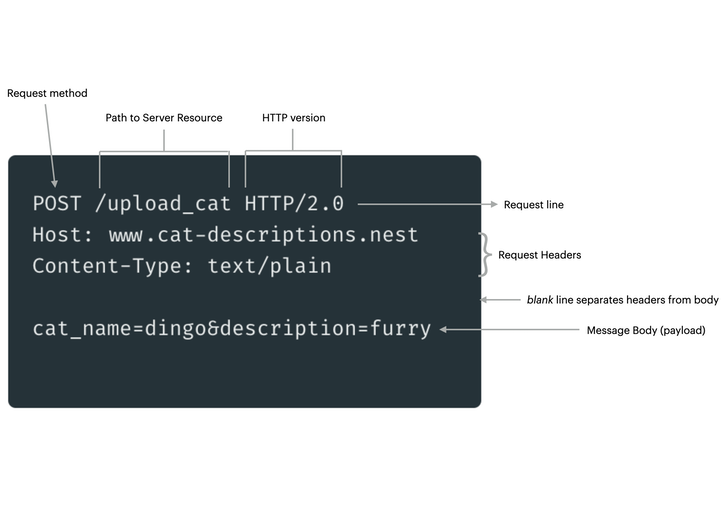 Request method
Path to Server Resource
HTTP version
POST /upload_cat HTTP/2.0
Request line
Host: www.cat-descriptions.nest
Request Headers
Content-Type: text/plain
blank line separates headers from body
cat_name=dingo&description=furry
Message Body (payload)